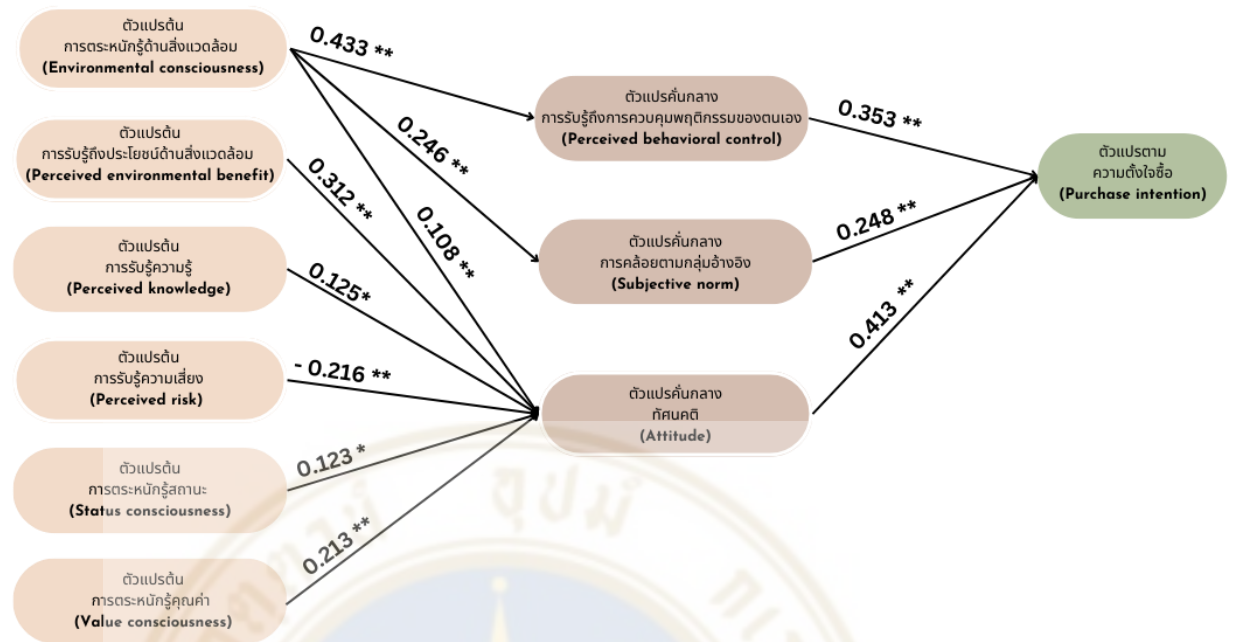 ตัวแปรต้น
การตระหนักรู้ด้านสิ่งแวดล้อม
(Environmental consciousness)
ตัวแปรต้น
การรับรู้ถึงประโยชน์ด้านสิ่งแวดล้อม
(Perceived environmental benefit)
ตัวแปรต้น
การรับรู้ความรู้
(Perceived knowledge)
ตัวแปรต้น
การรับรู้ความเสี่ยง
(Perceived risk)
ตัวแปรต้น
การตระหนักรู้สถานะ
(Status consciousness)
ตัวแปรต้น
การตระหนักรู้คุณค่า
(Value consciousness)
0.433 **
0.246 **
0.108 **
0.312 **
0.125*
- 0.216 **
0.123 *
0.213 **
ตัวแปรคั่นกลาง
การรับรู้ถึงการควบคุมพฤติกรรมของตนเอง
(Perceived behavioral control)
ตัวแปรคั่นกลาง
การคล้อยตามกลุ่มอ้างอิง
(Subjective norm)
ตัวแปรคั่นกลาง
ทัศนคติ
(Attitude)
0.353 **
0.248 **
0.413 **
ตัวแปรตาม
ความตั้งใจซื้อ
(Purchase intention)